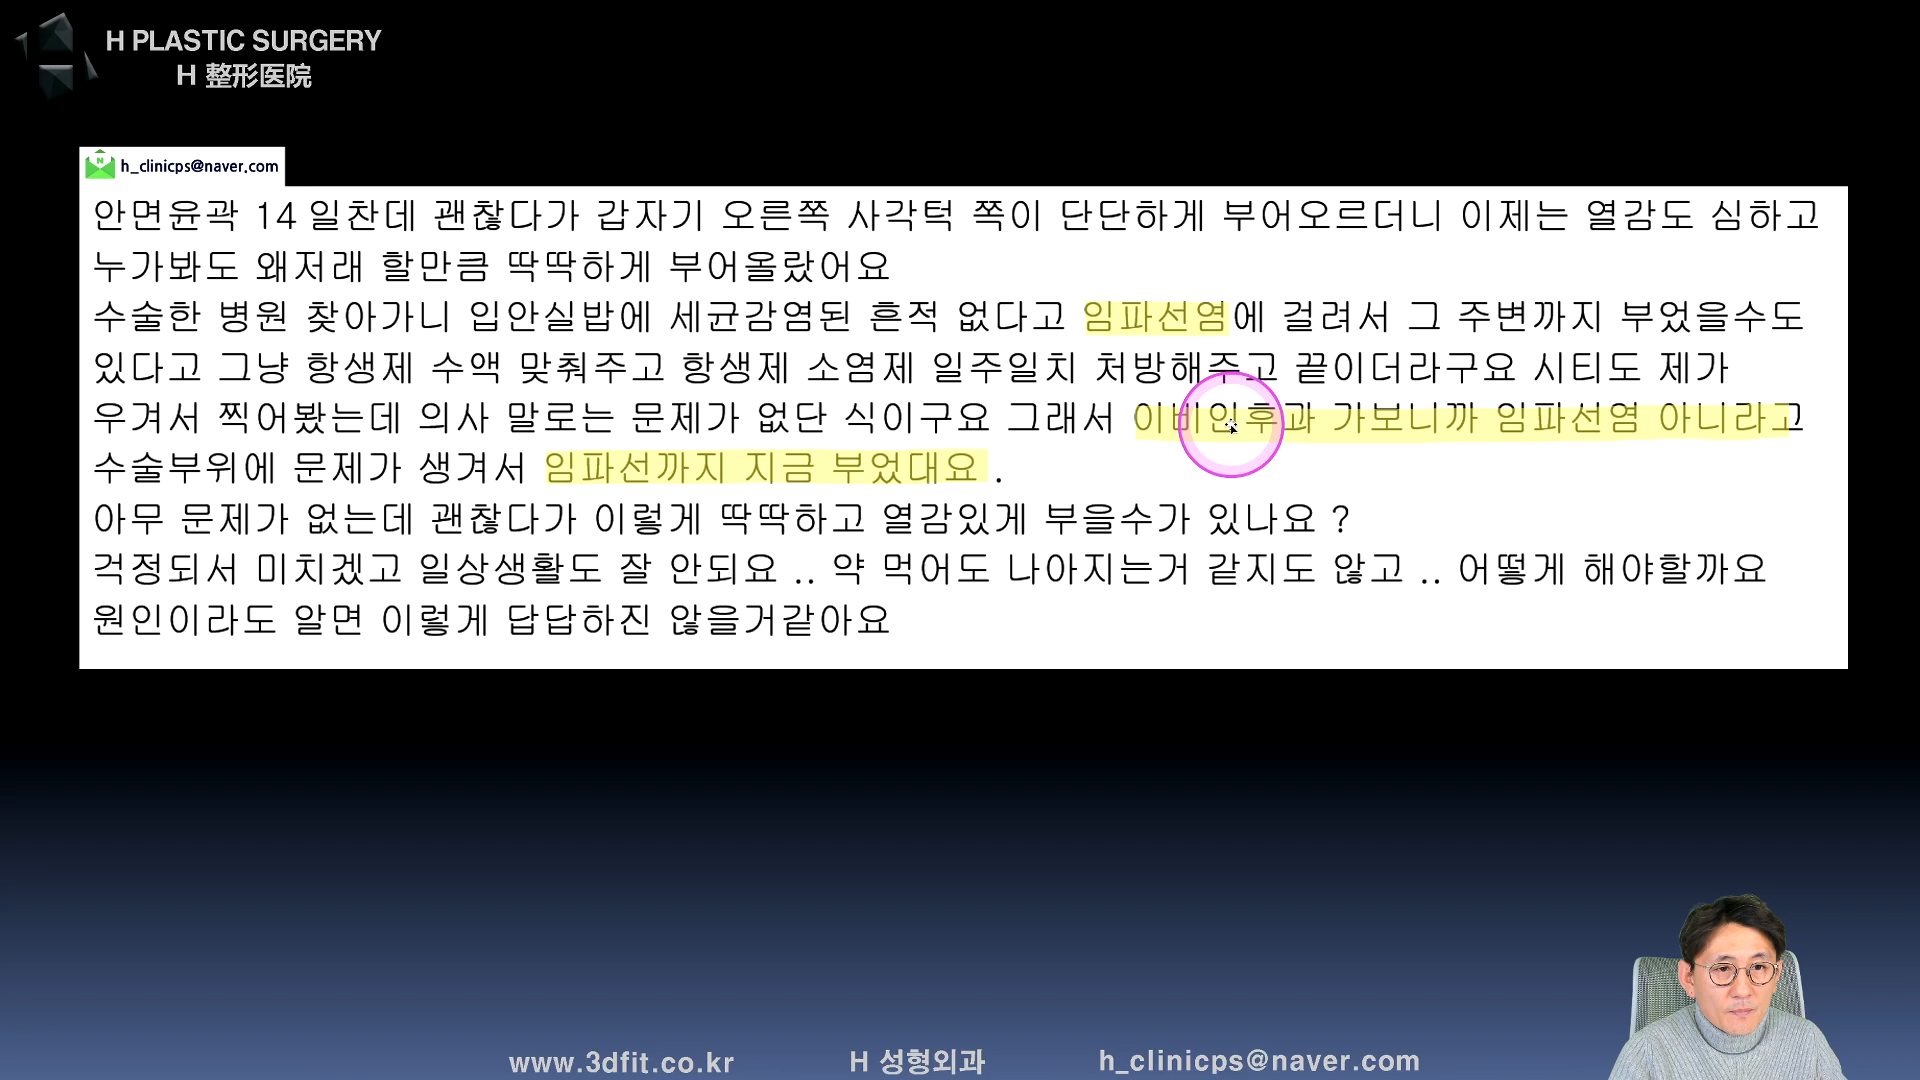 H PLASTIC SURGERY
H 整形医院
h_clinicps@naver.com
안면윤곽 14일찬데 괜찮다가 갑자기 오른쪽 사각턱 쪽이 단단하게 부어오르더니 이제는 열감도 심하고
누가봐도 왜저래 할만큼 딱딱하게 부어올랐어요
수술한 병원 찾아가니 입안실밥에 세균감염된 흔적 없다고 임파선염에 걸려서 그 주변까지 부었을수도
있다고 그냥 항생제 수액 맞춰주고 항생제 소염제 일주일치 처방해주고 끝이더라구요 시티도 제가
우겨서 찍어봤는데 의사 말로는 문제가 없단 식이구요 그래서 이비인후과 가보니까 임파선염 아니라고
수술부위에 문제가 생겨서 임파선까지 지금 부었대요 .
아무 문제가 없는데 괜찮다가 이렇게 딱딱하고 열감있게 부을수가 있나요 ?
걱정되서 미치겠고 일상생활도 잘 안되요 .. 약 먹어도 나아지는거 같지도 않고 .. 어떻게 해야할까요
원인이라도 알면 이렇게 답답하진 않을거같아요
www.3dfit.co.kr H 성형외과 h_clinicps@naver.com